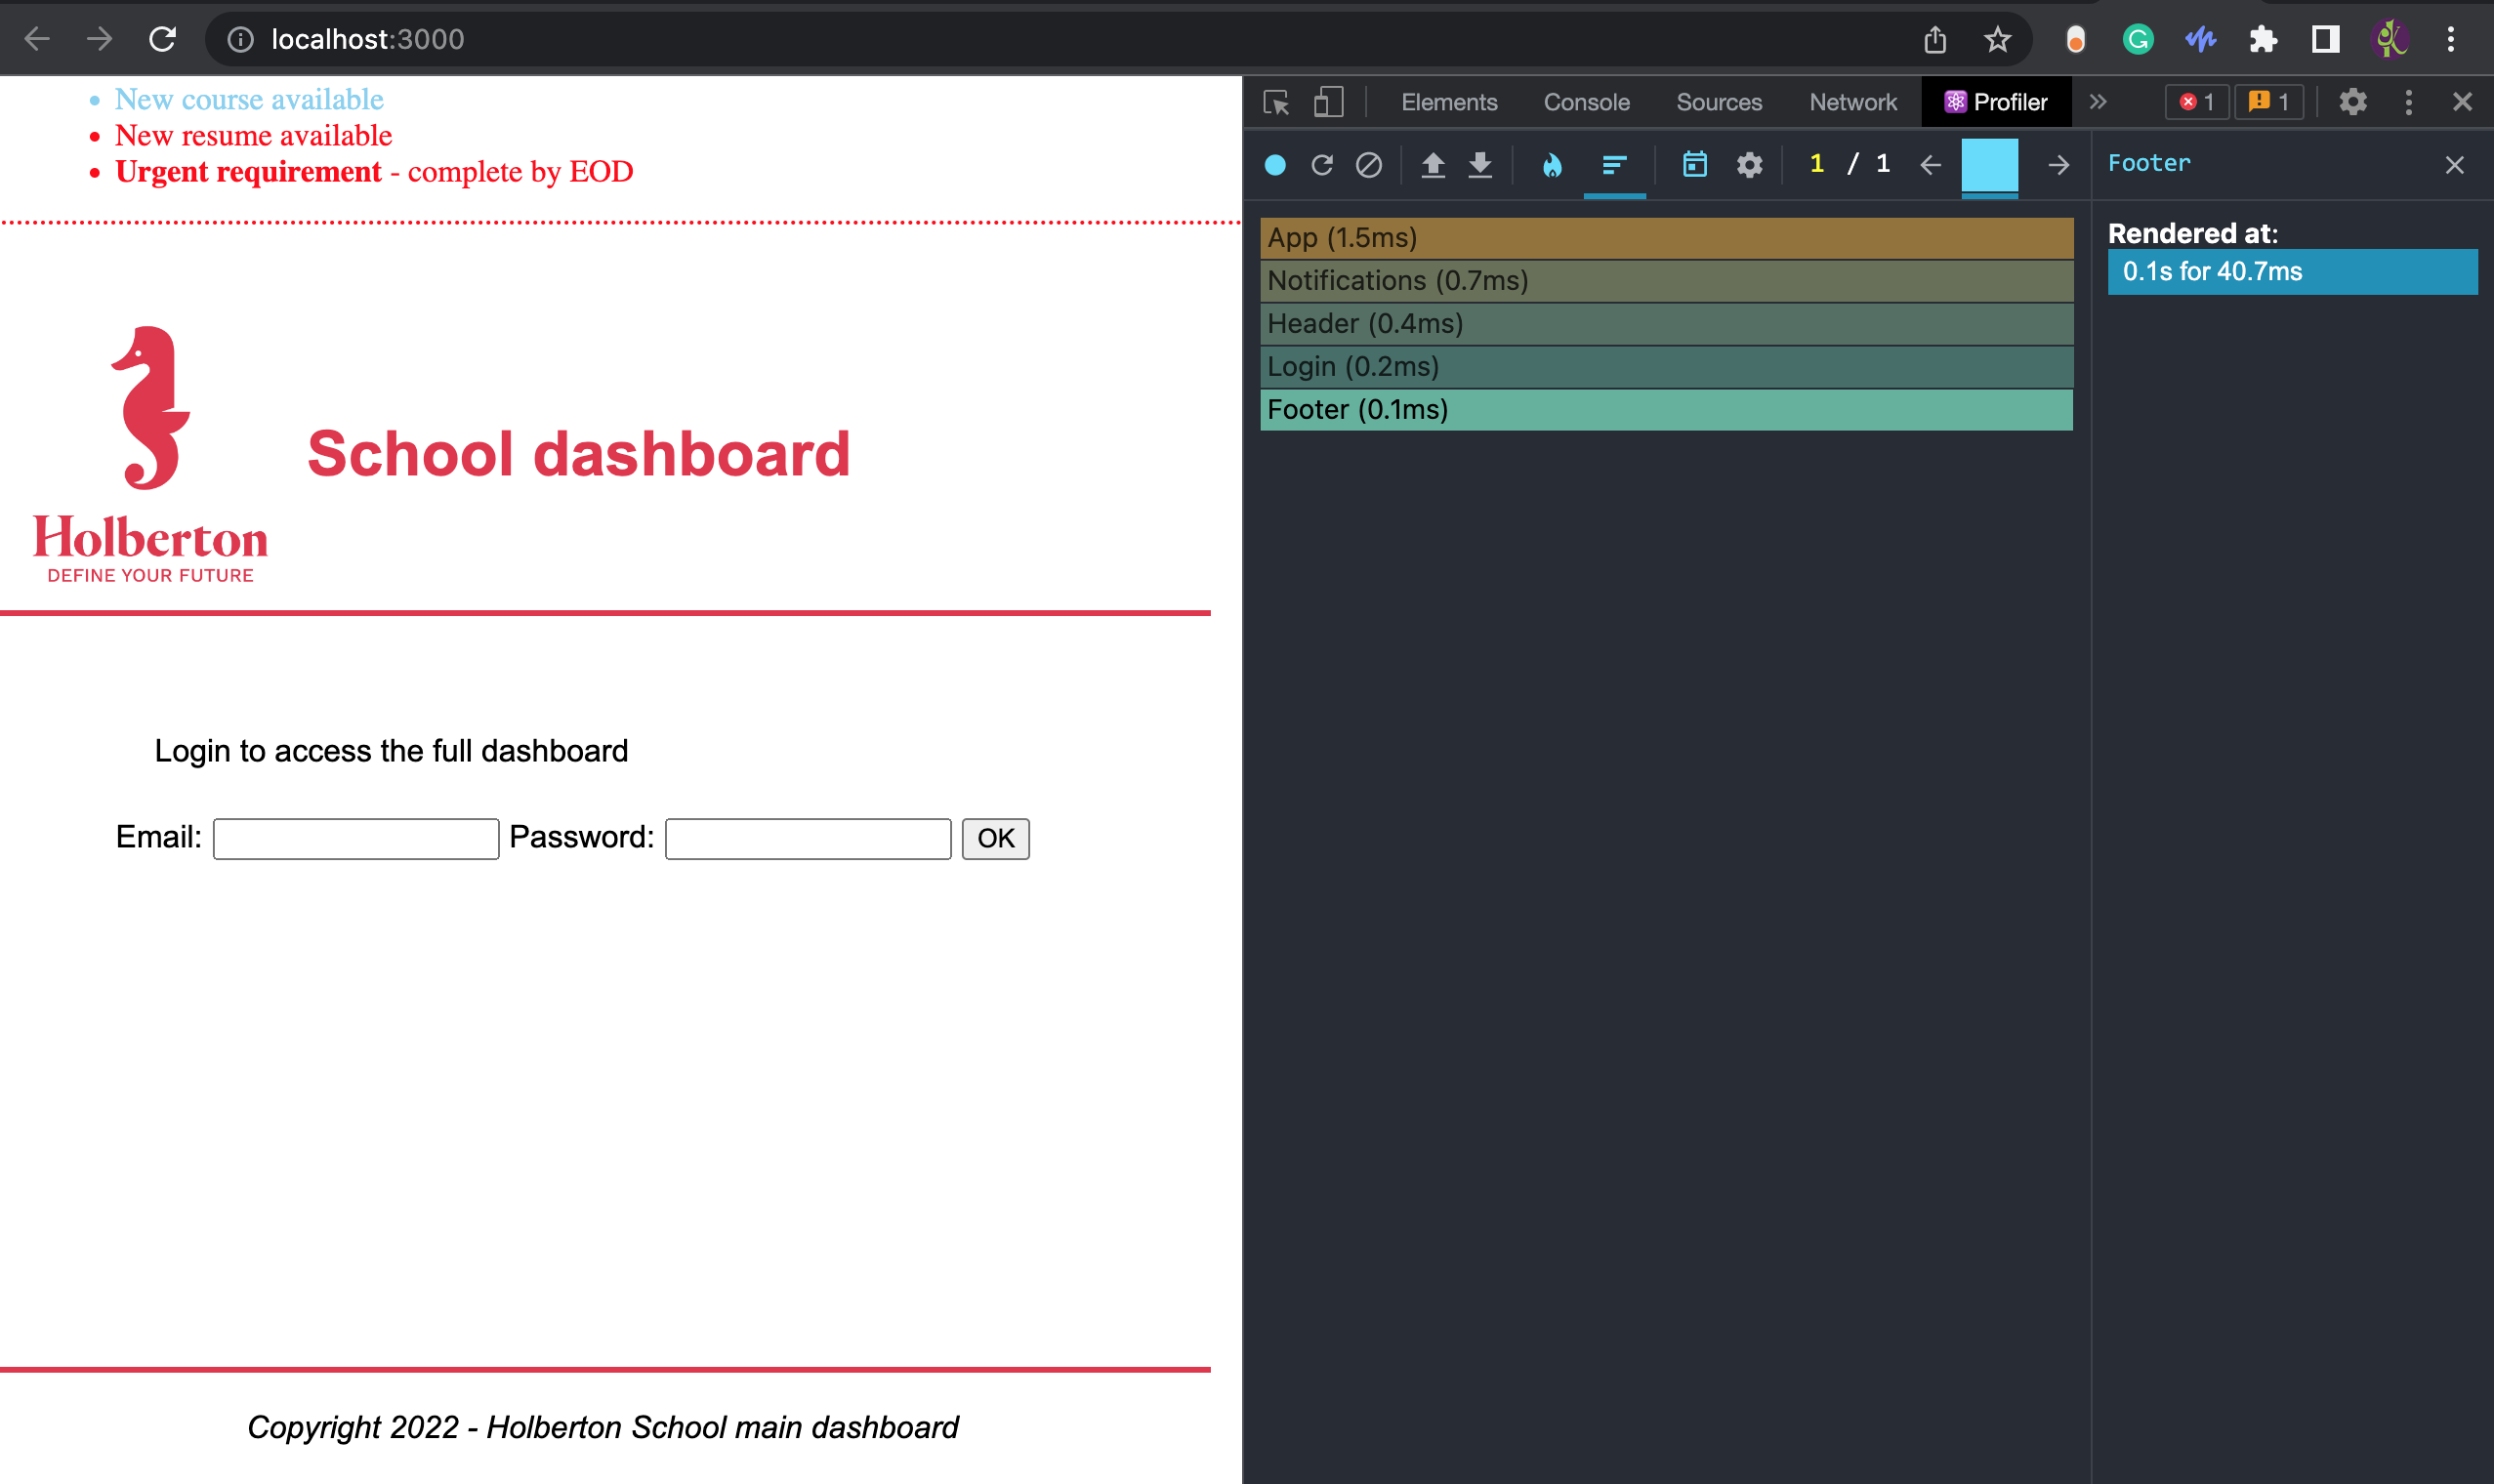 localhost:3000
New course available
New resume available
Urgent requirement - complete by EOD
School dashboard
Holberton
DEFINE YOUR FUTURE
Login to access the full dashboard
Email: Password: OK
Copyright 2022 - Holberton School main dashboard
Elements Console Sources Network Profiler 1 1
1 / 1
App (1.5ms)
Notifications (0.7ms)
Header (0.4ms)
Login (0.2ms)
Footer (0.1ms)
Footer
Rendered at:
0.1s for 40.7ms